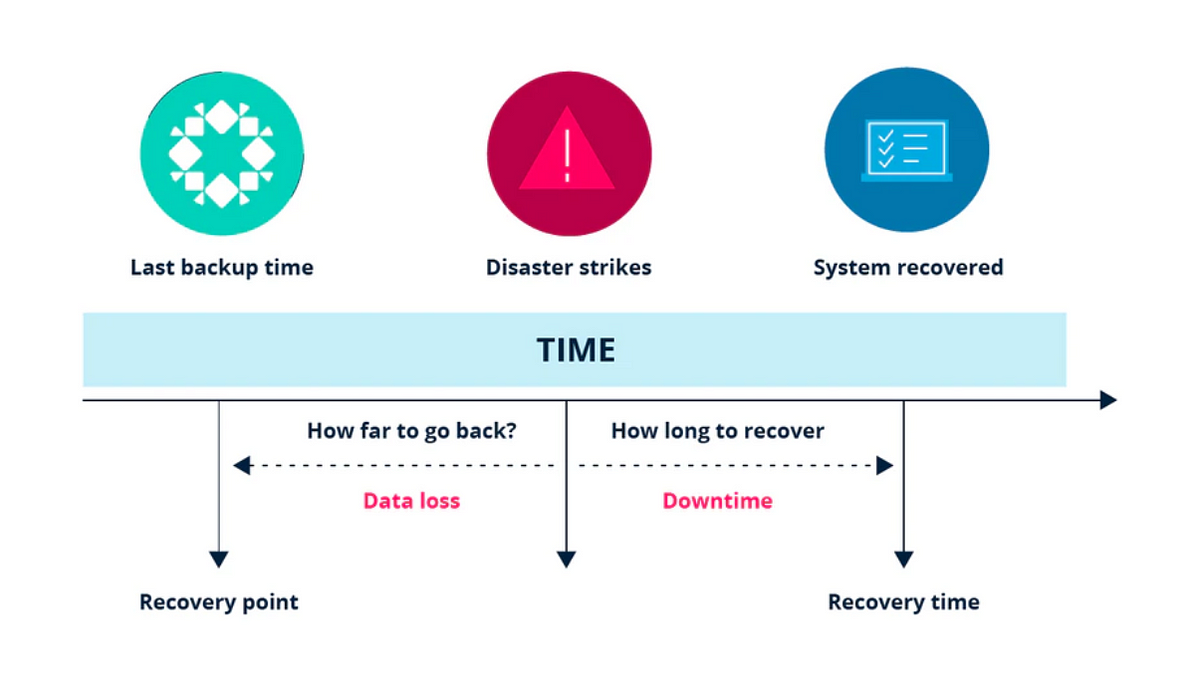 Last backup time
Disaster strikes
System recovered
TIME
How far to go back?
How long to recover
Data loss
Downtime
Recovery point
Recovery time